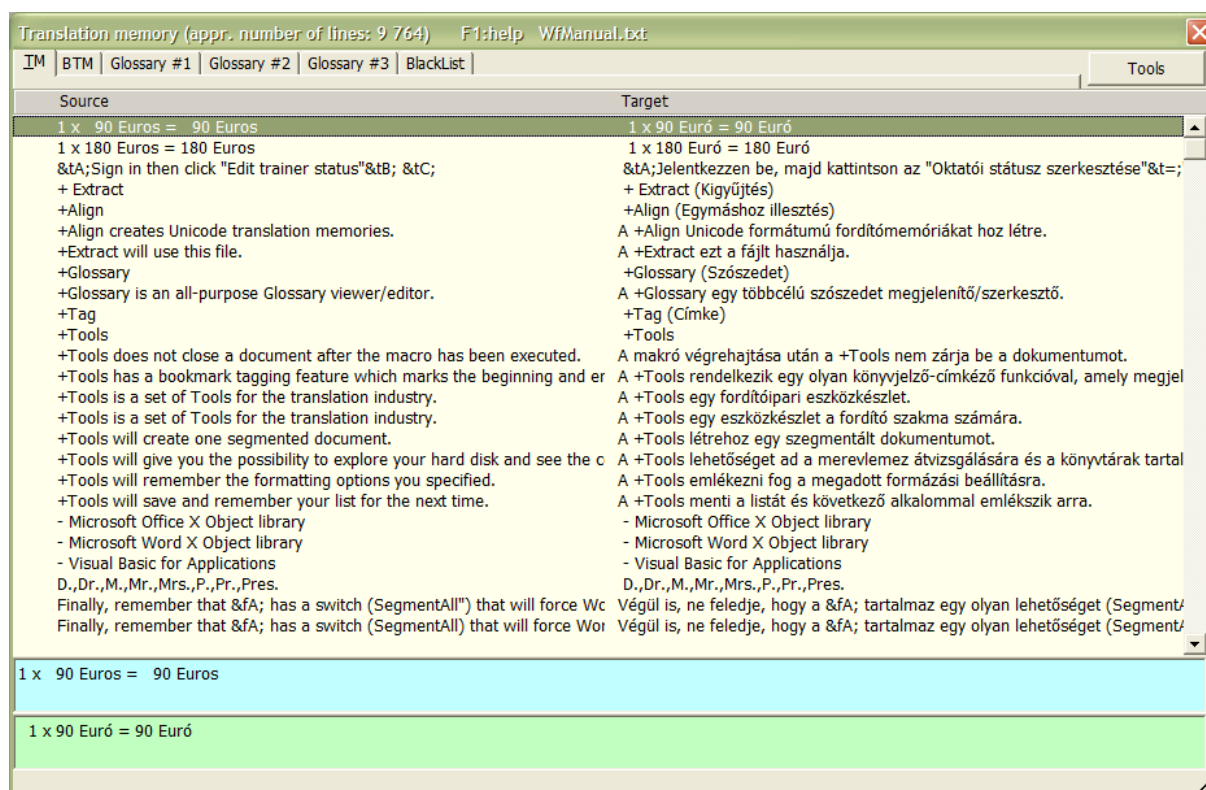 Translation memory (appr. number of lines: 9 764) F1:help WfManual.txt
TM BTM Glossary #1 Glossary #2 Glossary #3 BlackList Tools
Source Target
1 x 90 Euros = 90 Euros 1 x 90 Euró = 90 Euró
1 x 180 Euros = 180 Euros 1 x 180 Euró = 180 Euró
&tA;Sign in then click "Edit trainer status"&tB; &tC; &tA;Jelentkezzen be, majd kattintson az "Oktatói státusz szerkesztése"&t=;
+ Extract + Extract (Kigyűjtés)
+Align +Align (Egymáshoz illesztés)
+Align creates Unicode translation memories. A +Align Unicode formátumú fordítómemóriákat hoz létre.
+Extract will use this file. A +Extract ezt a fájlt használja.
+Glossary +Glossary (Szószedet)
+Glossary is an all-purpose Glossary viewer/editor. A +Glossary egy többcélú szószedet megjelenítő/szerkesztő.
+Tag +Tag (Címke)
+Tools +Tools
+Tools does not close a document after the macro has been executed. A makró végrehajtása után a +Tools nem zárja be a dokumentumot.
+Tools has a bookmark tagging feature which marks the beginning and er A +Tools rendelkezik egy olyan könyvjelző-címkéző funkcióval, amely megjel
+Tools is a set of Tools for the translation industry. A +Tools egy fordítóipari eszközkészlet.
+Tools is a set of Tools for the translation industry. A +Tools egy eszközkészlet a fordító szakma számára.
+Tools will create one segmented document. A +Tools létrehoz egy szegmentált dokumentumot.
+Tools will give you the possibility to explore your hard disk and see the c A +Tools lehetőséget ad a merevlemez átvizsgálására és a könyvtárak tartal
+Tools will remember the formatting options you specified. A +Tools emlékezni fog a megadott formázási beállításra.
+Tools will save and remember your list for the next time. A +Tools menti a listát és következő alkalommal emlékszik arra.
- Microsoft Office X Object library - Microsoft Office X Object library
- Microsoft Word X Object library - Microsoft Word X Object library
- Visual Basic for Applications - Visual Basic for Applications
D.,Dr.,M.,Mr.,Mrs.,P.,Pr.,Pres. D.,Dr.,M.,Mr.,Mrs.,P.,Pr.,Pres.
Finally, remember that &fA; has a switch (SegmentAll") that will force Wc Végül is, ne feledje, hogy a &fA; tartalmaz egy olyan lehetőséget (Segment
Finally, remember that &fA; has a switch (SegmentAll) that will force Wor Végül is, ne feledje, hogy a &fA; tartalmaz egy olyan lehetőséget (Segment
1 x 90 Euros = 90 Euros
1 x 90 Euró = 90 Euró